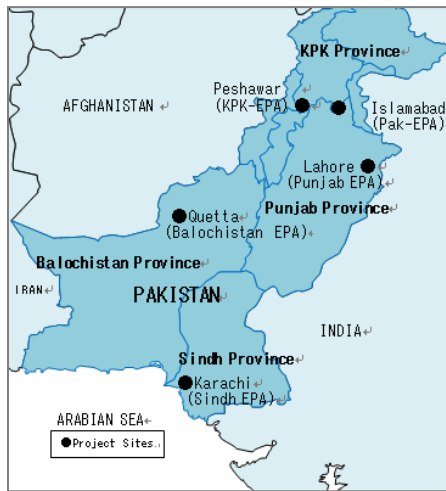 KPK Province
Peshawar
(KPK-EPA)
AFGHANISTAN
Islamabad
(Pak-EPA)
Lahore
(Punjab EPA)
Punjab Province
Quetta
(Balochistan EPA)
Balochistan Province
IRAN
PAKISTAN
INDIA
Sindh Province
Karachi
(Sindh EPA)
ARABIAN SEA
●Project Sites